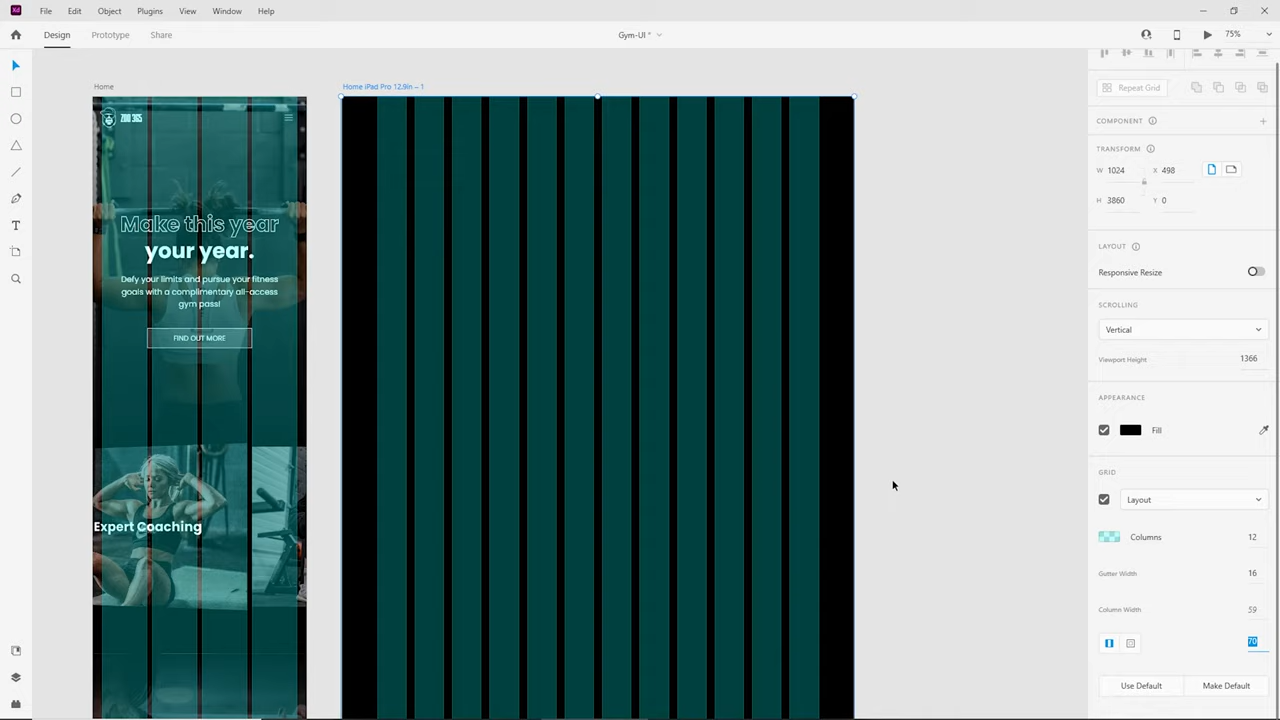 Xd File Edit Object Plugins View Window Help
Design Prototype Share Gym-UI * 75%
Home Home iPad Pro 12.9in – 1
Repeat Grid
COMPONENT
TRANSFORM
W 1024 X 498
H 3860 Y 0
LAYOUT
Responsive Resize
SCROLLING
Vertical
Viewport Height 1366
APPEARANCE
Fill
GRID
Layout
Columns 12
Gutter Width 16
Column Width 59
70
Use Default Make Default
ZOO 365
Make this year
your year.
Defy your limits and pursue your fitness
goals with a complimentary all-access
gym pass!
FIND OUT MORE
Expert Coaching
T